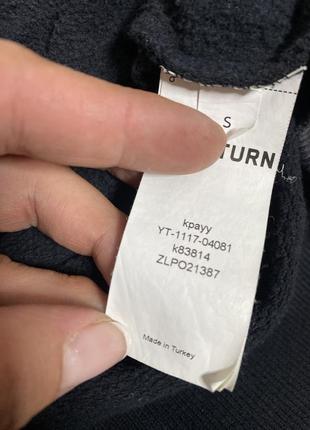 S
TURN
kpayy
YT-1117-04081
k83814
ZLPO21387
Made in Turkey